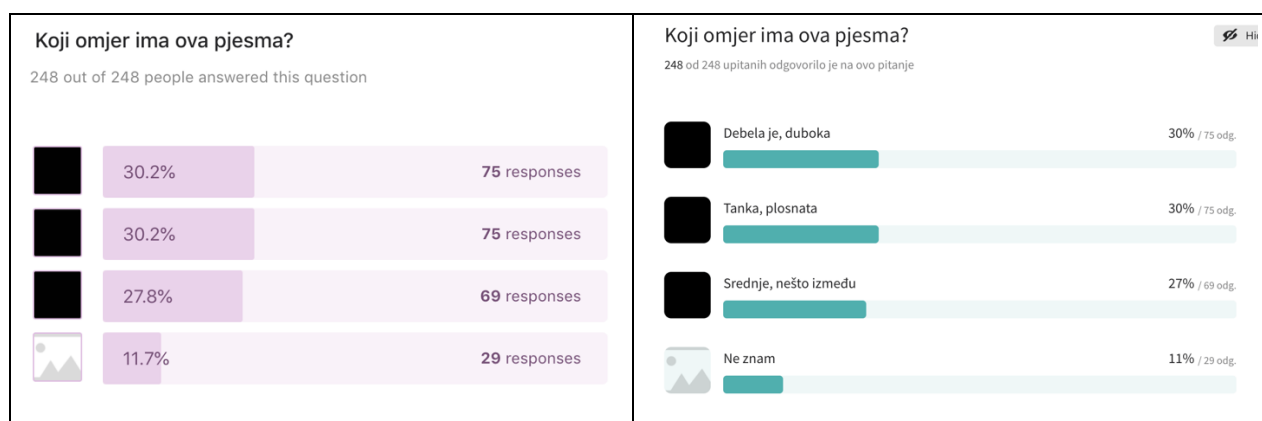 Koji omjer ima ova pjesma?
248 out of 248 people answered this question
30.2% 75 responses
30.2% 75 responses
27.8% 69 responses
11.7% 29 responses
Koji omjer ima ova pjesma?
248 od 248 upitanih odgovorilo je na ovo pitanje
Debela je, duboka 30% / 75 odg.
Tanka, plosnata 30% / 75 odg.
Srednje, nešto između 27% / 69 odg.
Ne znam 11% / 29 odg.